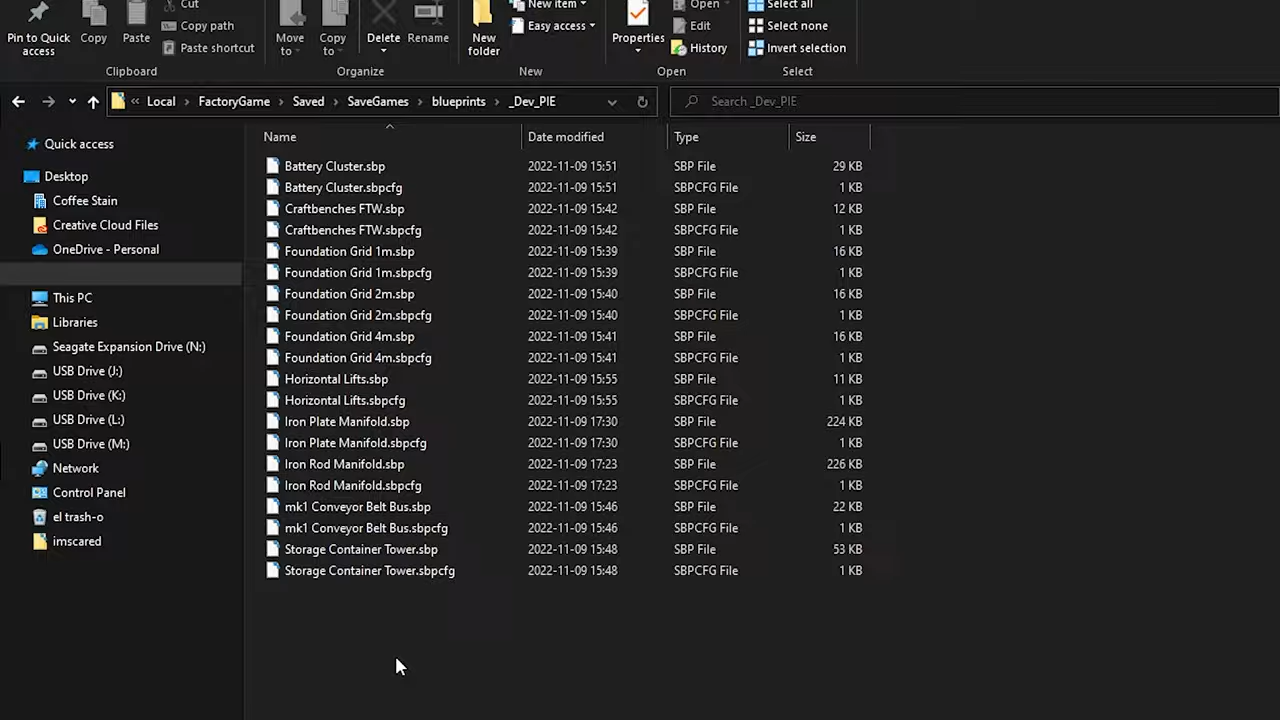 Pin to Quick access
Copy
Paste
Cut
Copy path
Paste shortcut
Clipboard
Move to
Copy to
Delete
Rename
Organize
New folder
New item
Easy access
New
Properties
Open
Edit
History
Open
Select all
Select none
Invert selection
Select
« Local > FactoryGame > Saved > SaveGames > blueprints > _Dev_PIE
Search _Dev_PIE
Quick access
Desktop
Coffee Stain
Creative Cloud Files
OneDrive - Personal
This PC
Libraries
Seagate Expansion Drive (N:)
USB Drive (J:)
USB Drive (K:)
USB Drive (L:)
USB Drive (M:)
Network
Control Panel
el trash-o
imscared
Name Date modified Type Size
Battery Cluster.sbp 2022-11-09 15:51 SBP File 29 KB
Battery Cluster.sbpcfg 2022-11-09 15:51 SBPCFG File 1 KB
Craftbenches FTW.sbp 2022-11-09 15:42 SBP File 12 KB
Craftbenches FTW.sbpcfg 2022-11-09 15:42 SBPCFG File 1 KB
Foundation Grid 1m.sbp 2022-11-09 15:39 SBP File 16 KB
Foundation Grid 1m.sbpcfg 2022-11-09 15:39 SBPCFG File 1 KB
Foundation Grid 2m.sbp 2022-11-09 15:40 SBP File 16 KB
Foundation Grid 2m.sbpcfg 2022-11-09 15:40 SBPCFG File 1 KB
Foundation Grid 4m.sbp 2022-11-09 15:41 SBP File 16 KB
Foundation Grid 4m.sbpcfg 2022-11-09 15:41 SBPCFG File 1 KB
Horizontal Lifts.sbp 2022-11-09 15:55 SBP File 11 KB
Horizontal Lifts.sbpcfg 2022-11-09 15:55 SBPCFG File 1 KB
Iron Plate Manifold.sbp 2022-11-09 17:30 SBP File 224 KB
Iron Plate Manifold.sbpcfg 2022-11-09 17:30 SBPCFG File 1 KB
Iron Rod Manifold.sbp 2022-11-09 17:23 SBP File 226 KB
Iron Rod Manifold.sbpcfg 2022-11-09 17:23 SBPCFG File 1 KB
mk1 Conveyor Belt Bus.sbp 2022-11-09 15:46 SBP File 22 KB
mk1 Conveyor Belt Bus.sbpcfg 2022-11-09 15:46 SBPCFG File 1 KB
Storage Container Tower.sbp 2022-11-09 15:48 SBP File 53 KB
Storage Container Tower.sbpcfg 2022-11-09 15:48 SBPCFG File 1 KB